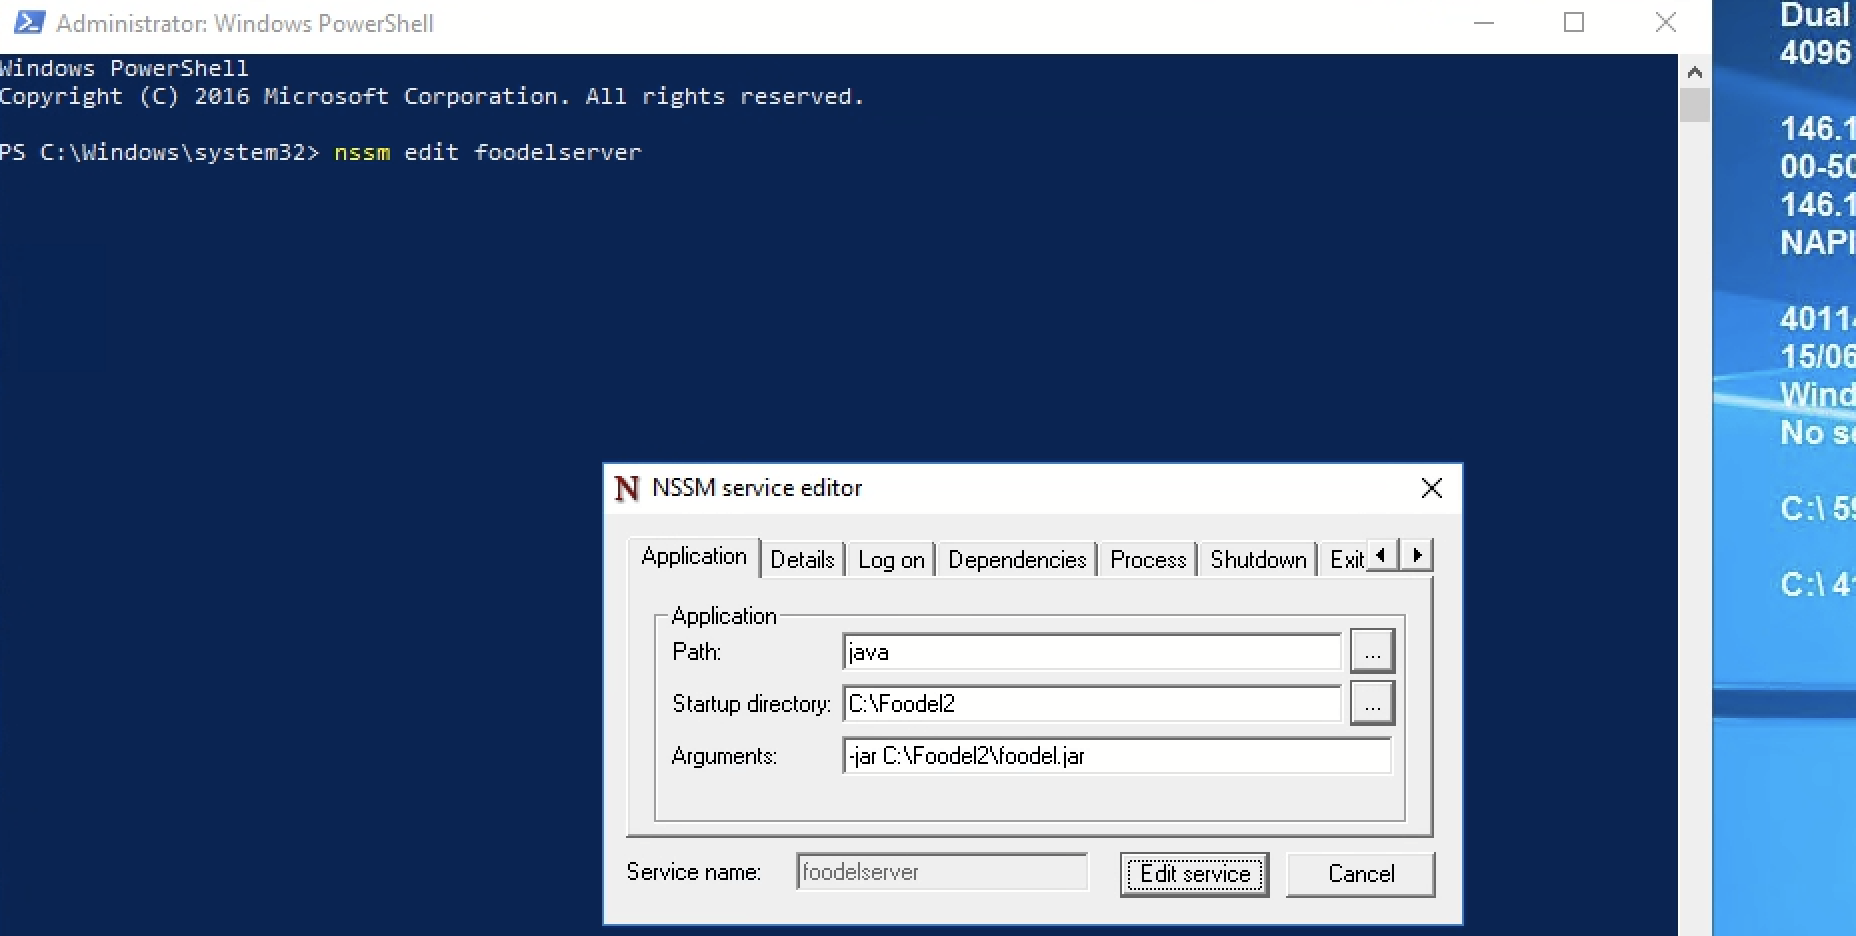 Administrator: Windows PowerShell
Windows PowerShell
Copyright (C) 2016 Microsoft Corporation. All rights reserved.
PS C:\Windows\system32> nssm edit foodelserver
NSSM service editor
Application Details Log on Dependencies Process Shutdown Exit
Application
Path: java ...
Startup directory: C:\Foodel2 ...
Arguments: -jar C:\Foodel2\foodel.jar
Service name: foodelserver Edit service Cancel
Dual
4096
146.1
00-50
146.1
NAPI
4011
15/06
Wind
No se
C:\ 59
C:\ 41